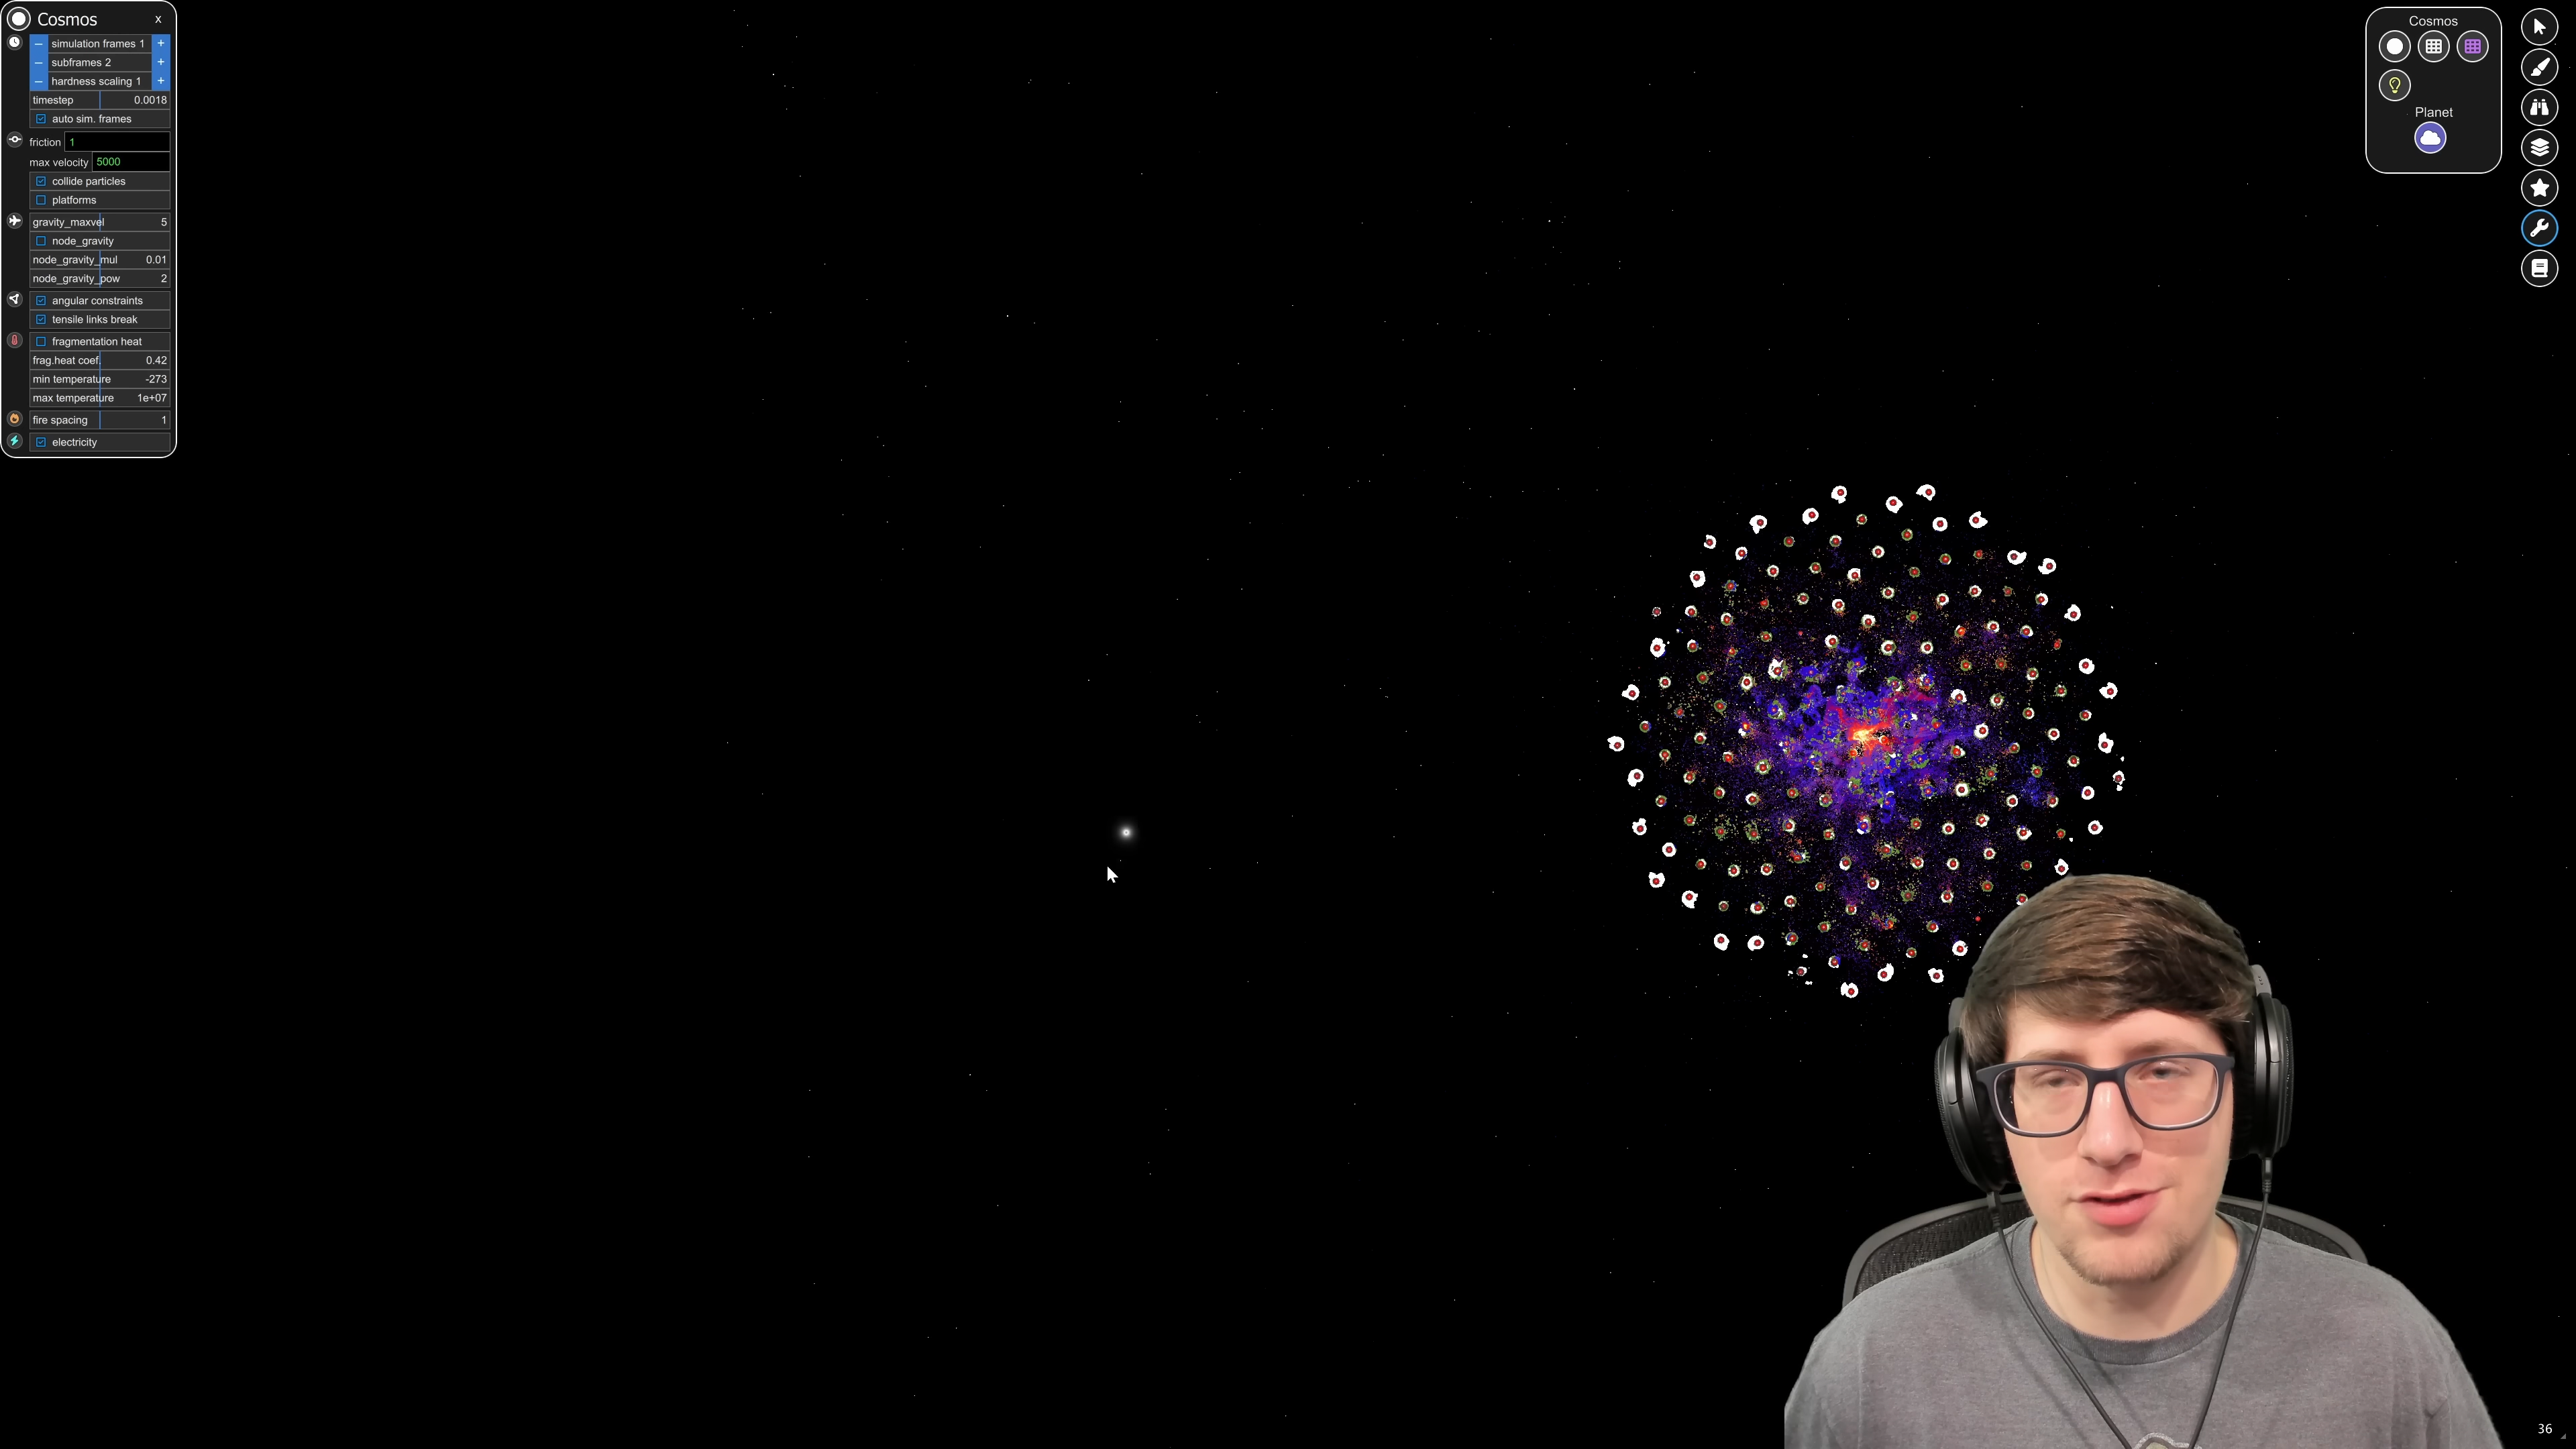 Cosmos x
– simulation frames 1 +
– subframes 2 +
– hardness scaling 1 +
timestep 0.0018
auto sim. frames
friction 1
max velocity 5000
collide particles
platforms
gravity_maxvel 5
node_gravity
node_gravity_mul 0.01
node_gravity_pow 2
angular constraints
tensile links break
fragmentation heat
frag.heat coef. 0.42
min temperature -273
max temperature 1e+07
fire spacing 1
electricity
Cosmos
Planet
36